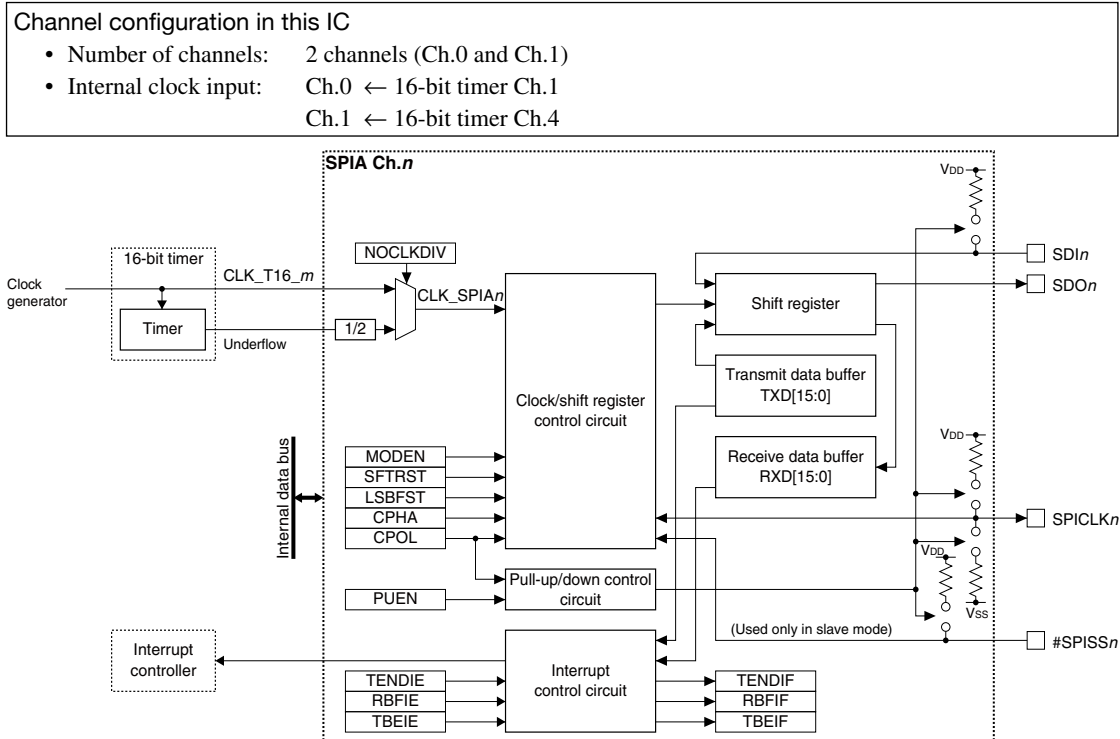 Channel configuration in this IC
• Number of channels: 2 channels (Ch.0 and Ch.1)
• Internal clock input: Ch.0 ← 16-bit timer Ch.1
Ch.1 ← 16-bit timer Ch.4
SPIA Ch.n
VDD
16-bit timer
NOCLKDIV
SDIn
Clock
generator
CLK_T16_m
CLK_SPIAn
SDOn
Shift register
Timer
1/2
Underflow
Transmit data buffer
TXD[15:0]
Clock/shift register
control circuit
Internal data bus
VDD
MODEN
Receive data buffer
RXD[15:0]
SFTRST
LSBFST
CPHA
SPICLKn
CPOL
VDD
Pull-up/down control
circuit
PUEN
VSS
(Used only in slave mode)
#SPISSn
Interrupt
controller
Interrupt
control circuit
TENDIE
TENDIF
RBFIE
RBFIF
TBEIE
TBEIF